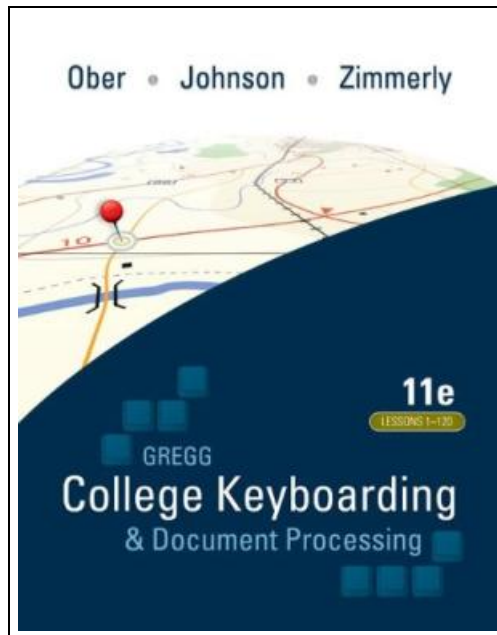 Ober • Johnson • Zimmerly
10
11e
LESSONS 1–120
GREGG
College Keyboarding
& Document Processing